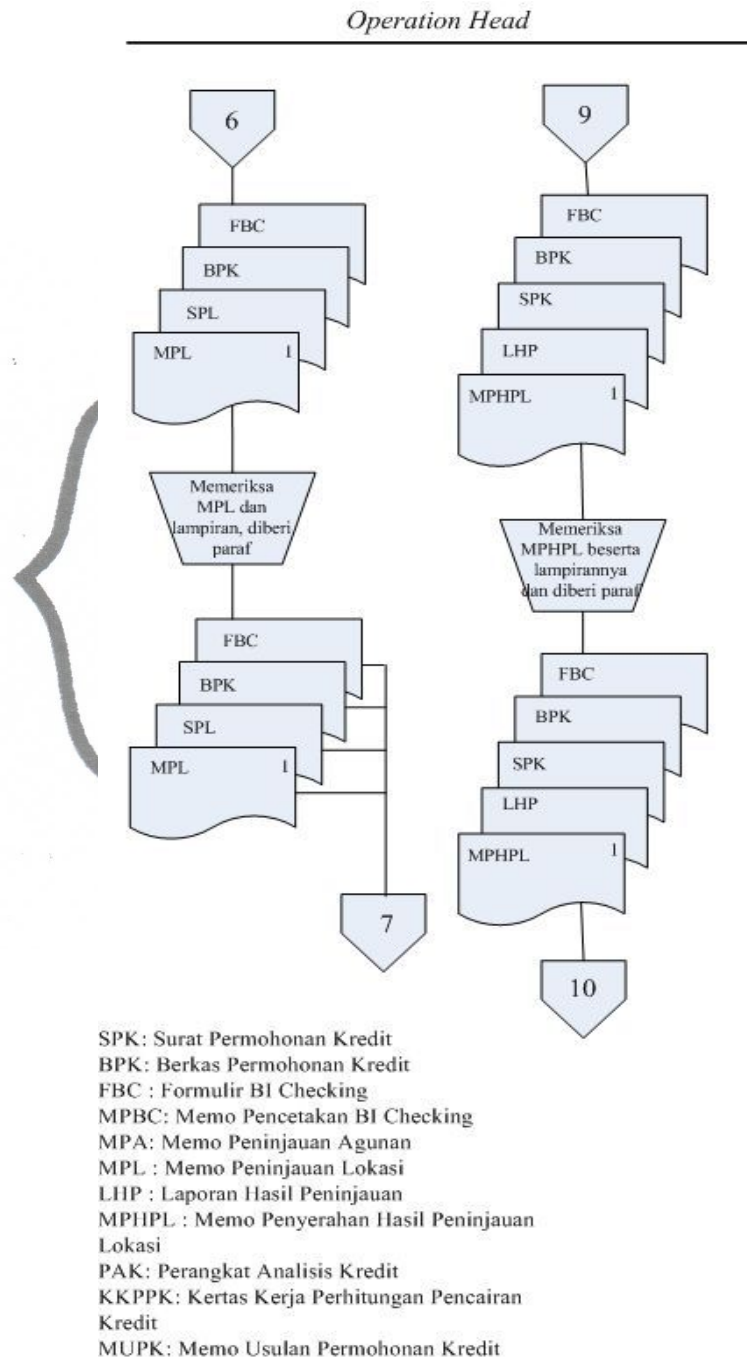 Operation Head
6
FBC
BPK
SPL
MPL 1
Memeriksa
MPL dan
lampiran, diberi
paraf
FBC
BPK
SPL
MPL 1
7
9
FBC
BPK
SPK
LHP
MPHPL 1
Memeriksa
MPHPL beserta
lampirannya
dan diberi paraf
FBC
BPK
SPK
LHP
MPHPL 1
10
SPK: Surat Permohonan Kredit
BPK: Berkas Permohonan Kredit
FBC : Formulir BI Checking
MPBC: Memo Pencetakan BI Checking
MPA: Memo Peninjauan Agunan
MPL : Memo Peninjauan Lokasi
LHP : Laporan Hasil Peninjauan
MPHPL : Memo Penyerahan Hasil Peninjauan
Lokasi
PAK: Perangkat Analisis Kredit
KKPPK: Kertas Kerja Perhitungan Pencairan
Kredit
MUPK: Memo Usulan Permohonan Kredit